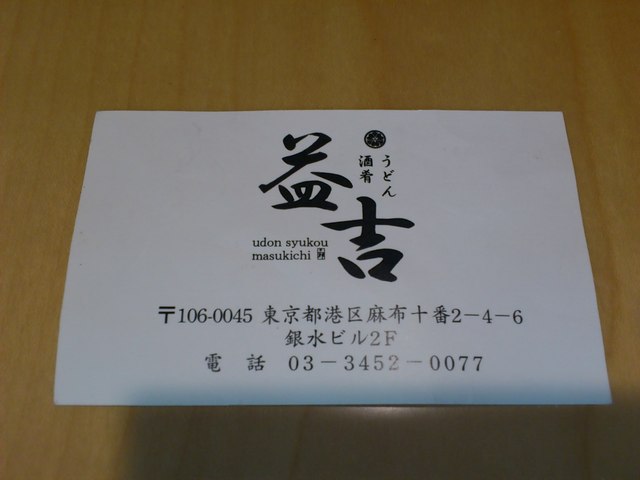 うどん
酒肴
益吉
udon syukou
masukichi
〒106-0045 東京都港区麻布十番2－4－6
銀水ビル2F
電話 03－3452－0077